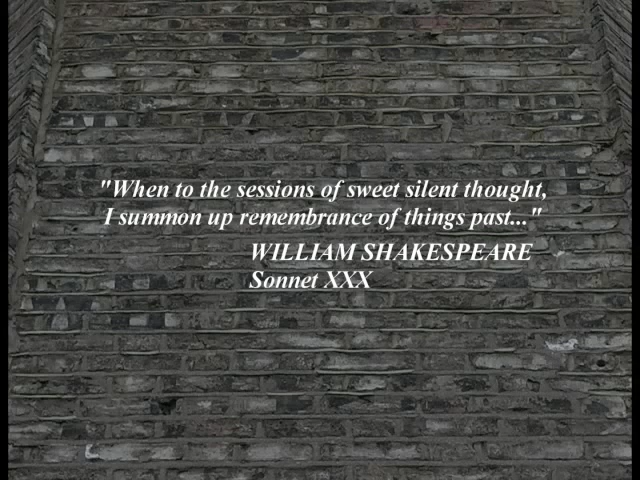 "When to the sessions of sweet silent thought,
I summon up remembrance of things past..."
WILLIAM SHAKESPEARE
Sonnet XXX